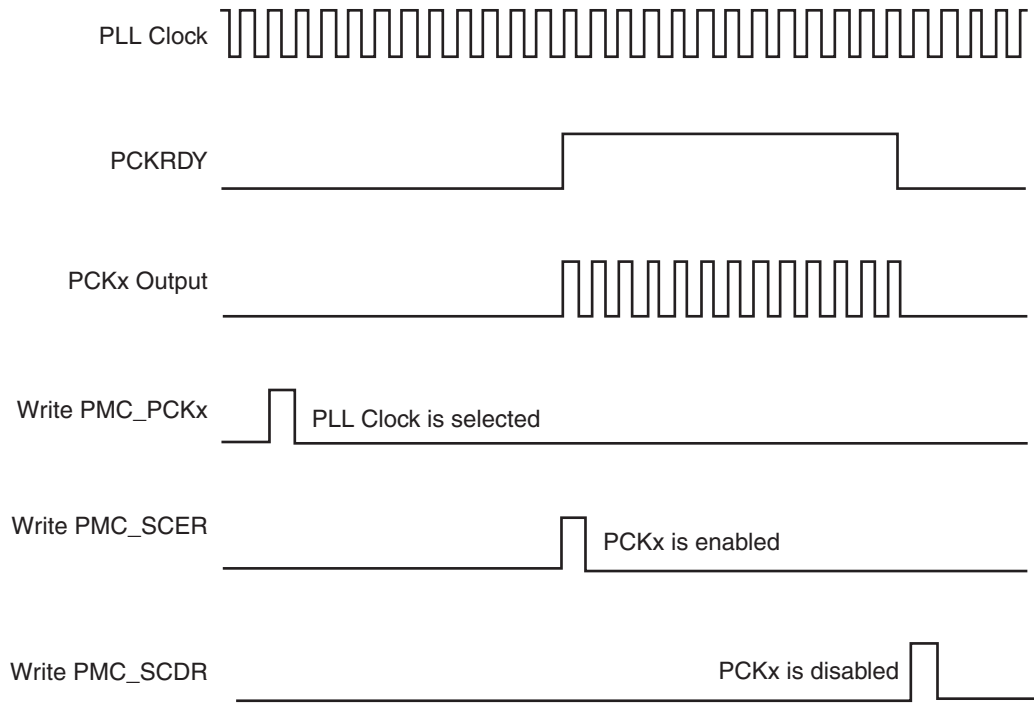 PLL Clock
PCKRDY
PCKx Output
Write PMC_PCKx
PLL Clock is selected
Write PMC_SCER
PCKx is enabled
Write PMC_SCDR
PCKx is disabled